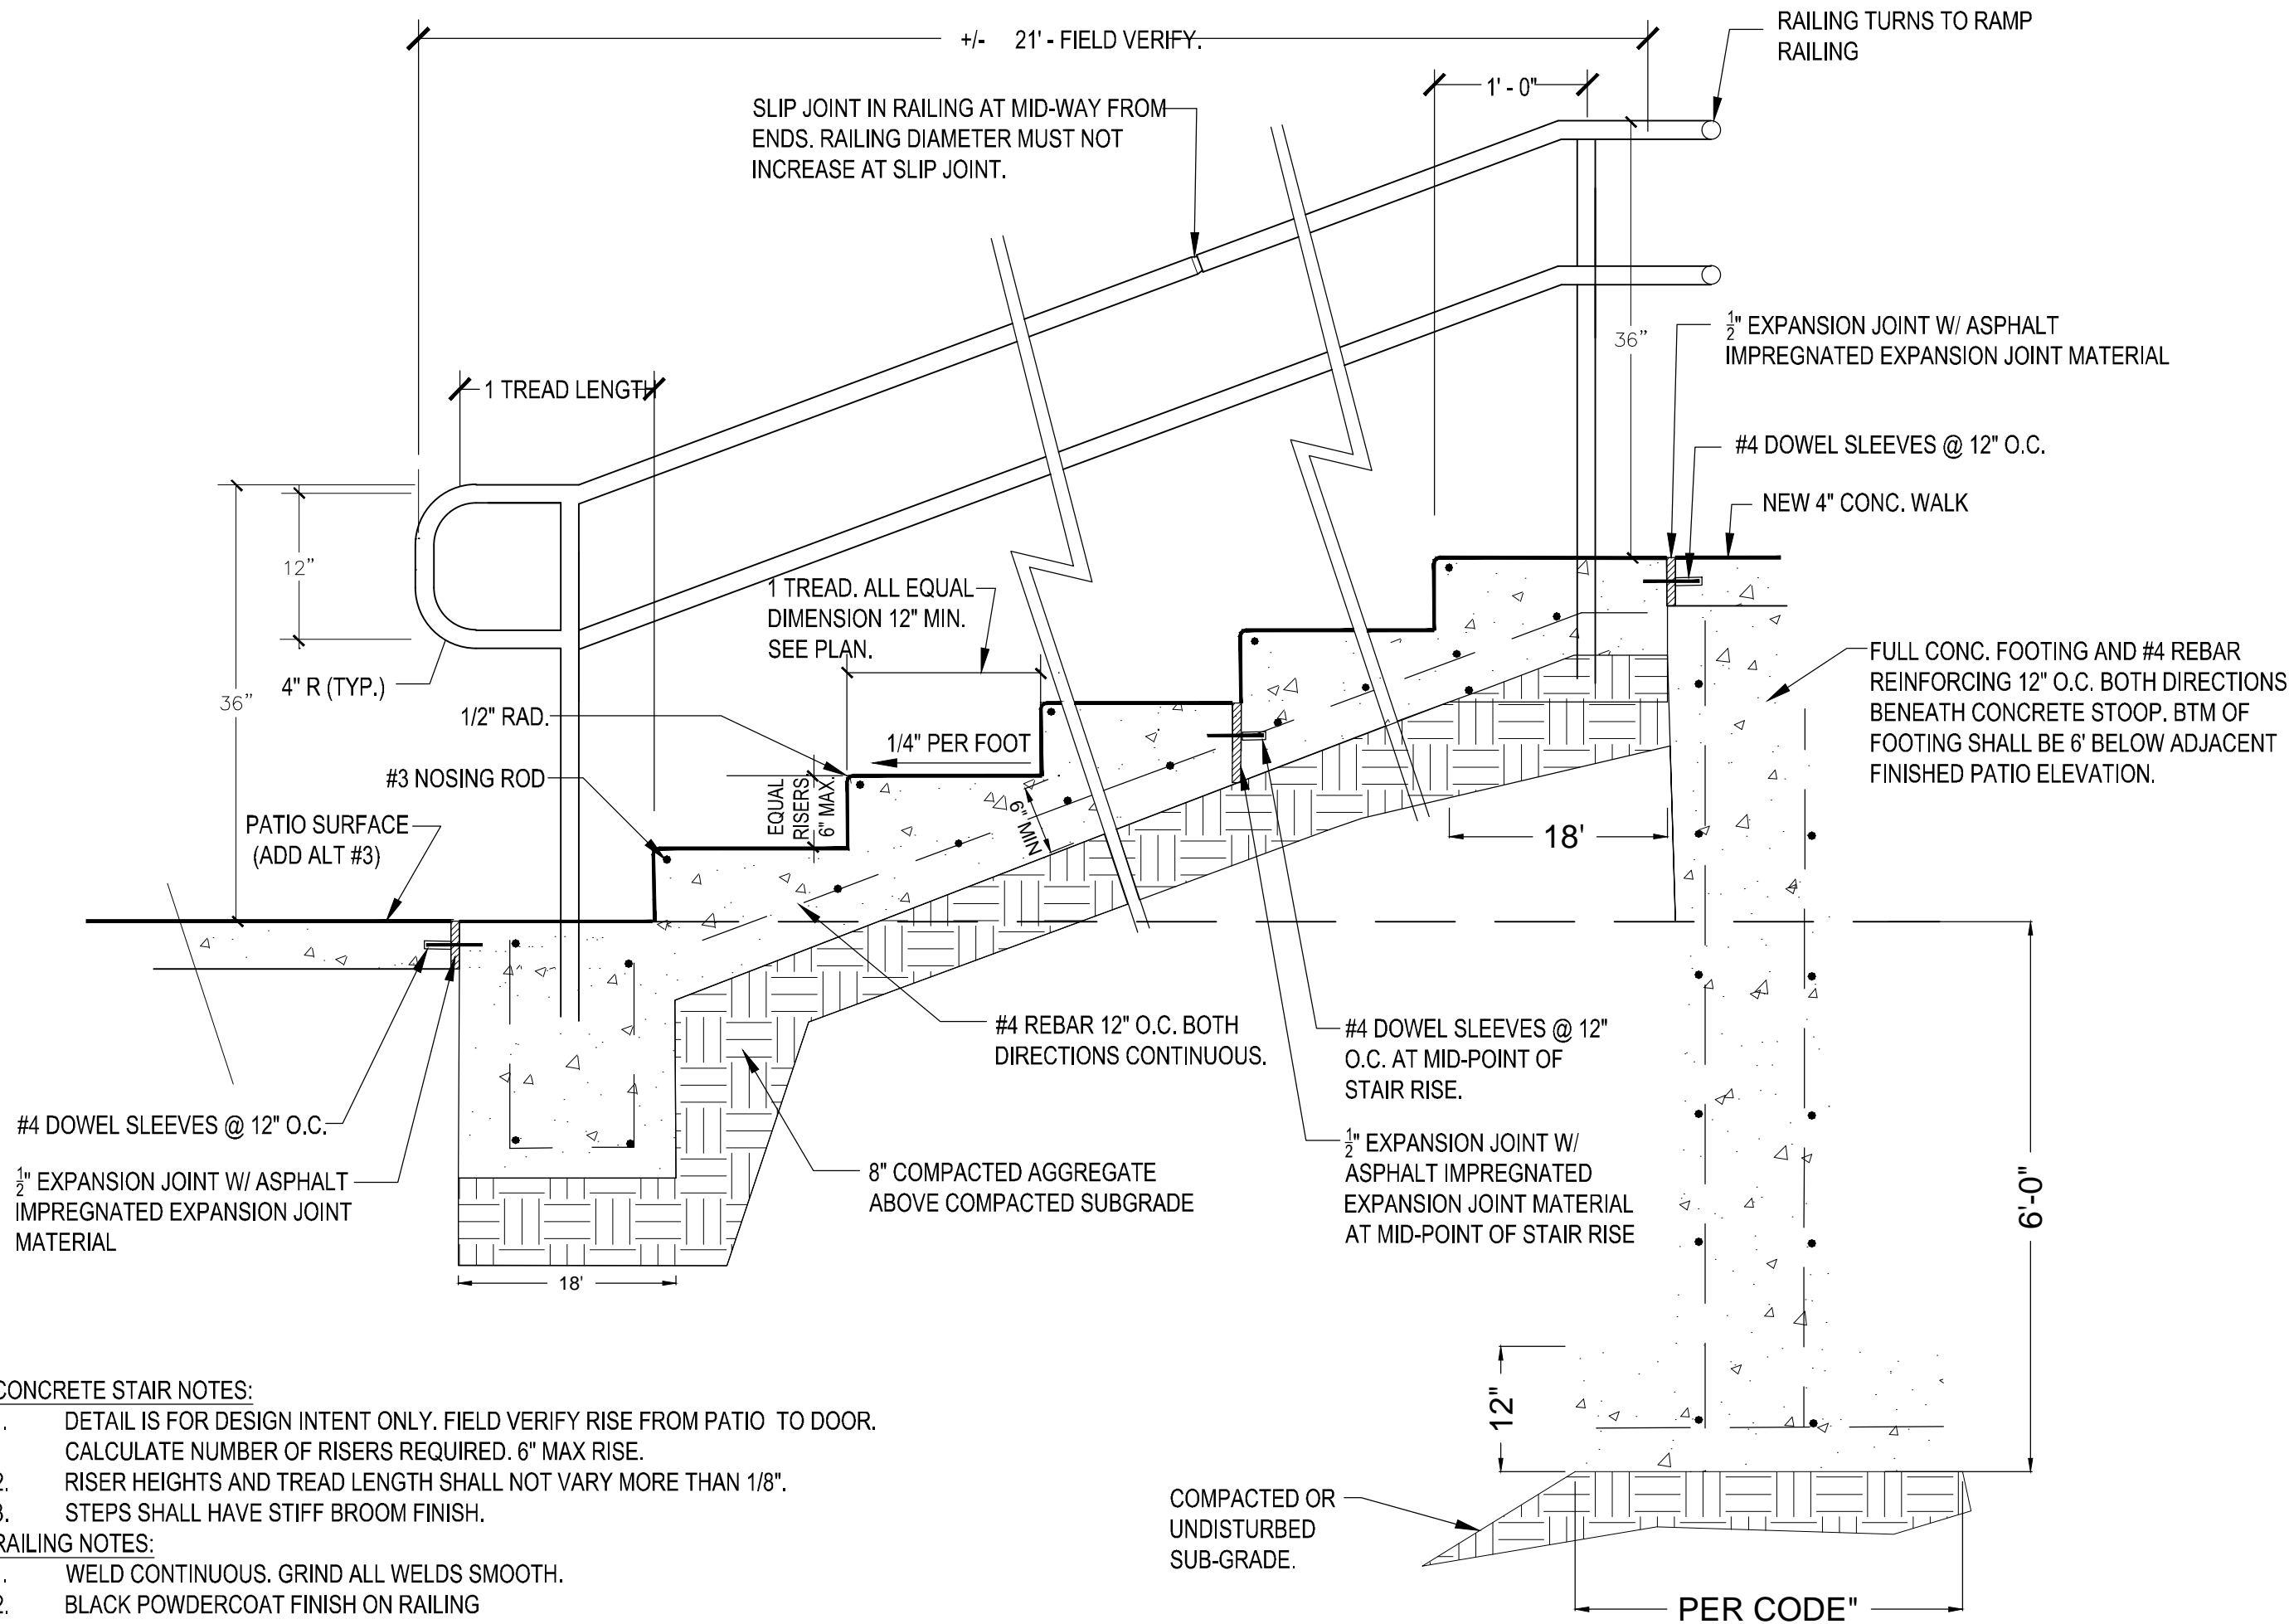 +/- 21' - FIELD VERIFY.
RAILING TURNS TO RAMP
RAILING
1' - 0"
SLIP JOINT IN RAILING AT MID-WAY FROM
ENDS. RAILING DIAMETER MUST NOT
INCREASE AT SLIP JOINT.
36"
1/2" EXPANSION JOINT W/ ASPHALT
IMPREGNATED EXPANSION JOINT MATERIAL
1 TREAD LENGTH
#4 DOWEL SLEEVES @ 12" O.C.
NEW 4" CONC. WALK
12"
36"
4" R (TYP.)
1 TREAD. ALL EQUAL
DIMENSION 12" MIN.
SEE PLAN.
1/2" RAD.
1/4" PER FOOT
#3 NOSING ROD
EQUAL
RISERS
6" MAX.
6" MIN
PATIO SURFACE
(ADD ALT #3)
18'
FULL CONC. FOOTING AND #4 REBAR
REINFORCING 12" O.C. BOTH DIRECTIONS
BENEATH CONCRETE STOOP. BTM OF
FOOTING SHALL BE 6' BELOW ADJACENT
FINISHED PATIO ELEVATION.
#4 REBAR 12" O.C. BOTH
DIRECTIONS CONTINUOUS.
#4 DOWEL SLEEVES @ 12"
O.C. AT MID-POINT OF
STAIR RISE.
#4 DOWEL SLEEVES @ 12" O.C.
1/2" EXPANSION JOINT W/ ASPHALT
IMPREGNATED EXPANSION JOINT
MATERIAL
8" COMPACTED AGGREGATE
ABOVE COMPACTED SUBGRADE
1/2" EXPANSION JOINT W/
ASPHALT IMPREGNATED
EXPANSION JOINT MATERIAL
AT MID-POINT OF STAIR RISE
6'-0"
18'
12"
COMPACTED OR
UNDISTURBED
SUB-GRADE.
PER CODE"
CONCRETE STAIR NOTES:
. DETAIL IS FOR DESIGN INTENT ONLY. FIELD VERIFY RISE FROM PATIO TO DOOR.
CALCULATE NUMBER OF RISERS REQUIRED. 6" MAX RISE.
2. RISER HEIGHTS AND TREAD LENGTH SHALL NOT VARY MORE THAN 1/8".
3. STEPS SHALL HAVE STIFF BROOM FINISH.
RAILING NOTES:
. WELD CONTINUOUS. GRIND ALL WELDS SMOOTH.
2. BLACK POWDERCOAT FINISH ON RAILING